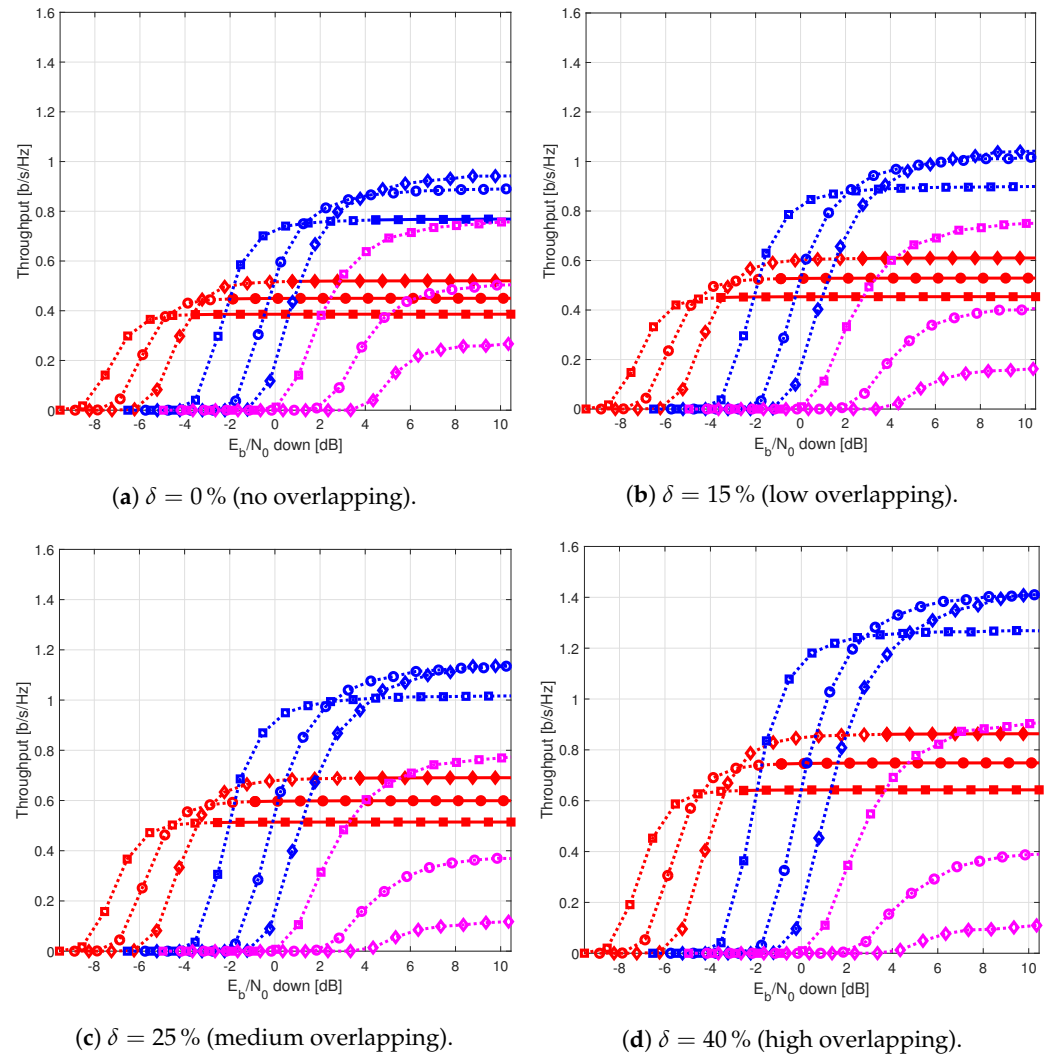 1.6
1.4
1.2
1
0.8
0.6
0.4
0.2
0
Throughput [b/s/Hz]
-8 -6 -4 -2 0 2 4 6 8 10
E_b/N_0 down [dB]
(a) δ = 0 % (no overlapping).
1.6
1.4
1.2
1
0.8
0.6
0.4
0.2
0
Throughput [b/s/Hz]
-8 -6 -4 -2 0 2 4 6 8 10
E_b/N_0 down [dB]
(b) δ = 15 % (low overlapping).
1.6
1.4
1.2
1
0.8
0.6
0.4
0.2
0
Throughput [b/s/Hz]
-8 -6 -4 -2 0 2 4 6 8 10
E_b/N_0 down [dB]
(c) δ = 25 % (medium overlapping).
1.6
1.4
1.2
1
0.8
0.6
0.4
0.2
0
Throughput [b/s/Hz]
-8 -6 -4 -2 0 2 4 6 8 10
E_b/N_0 down [dB]
(d) δ = 40 % (high overlapping).